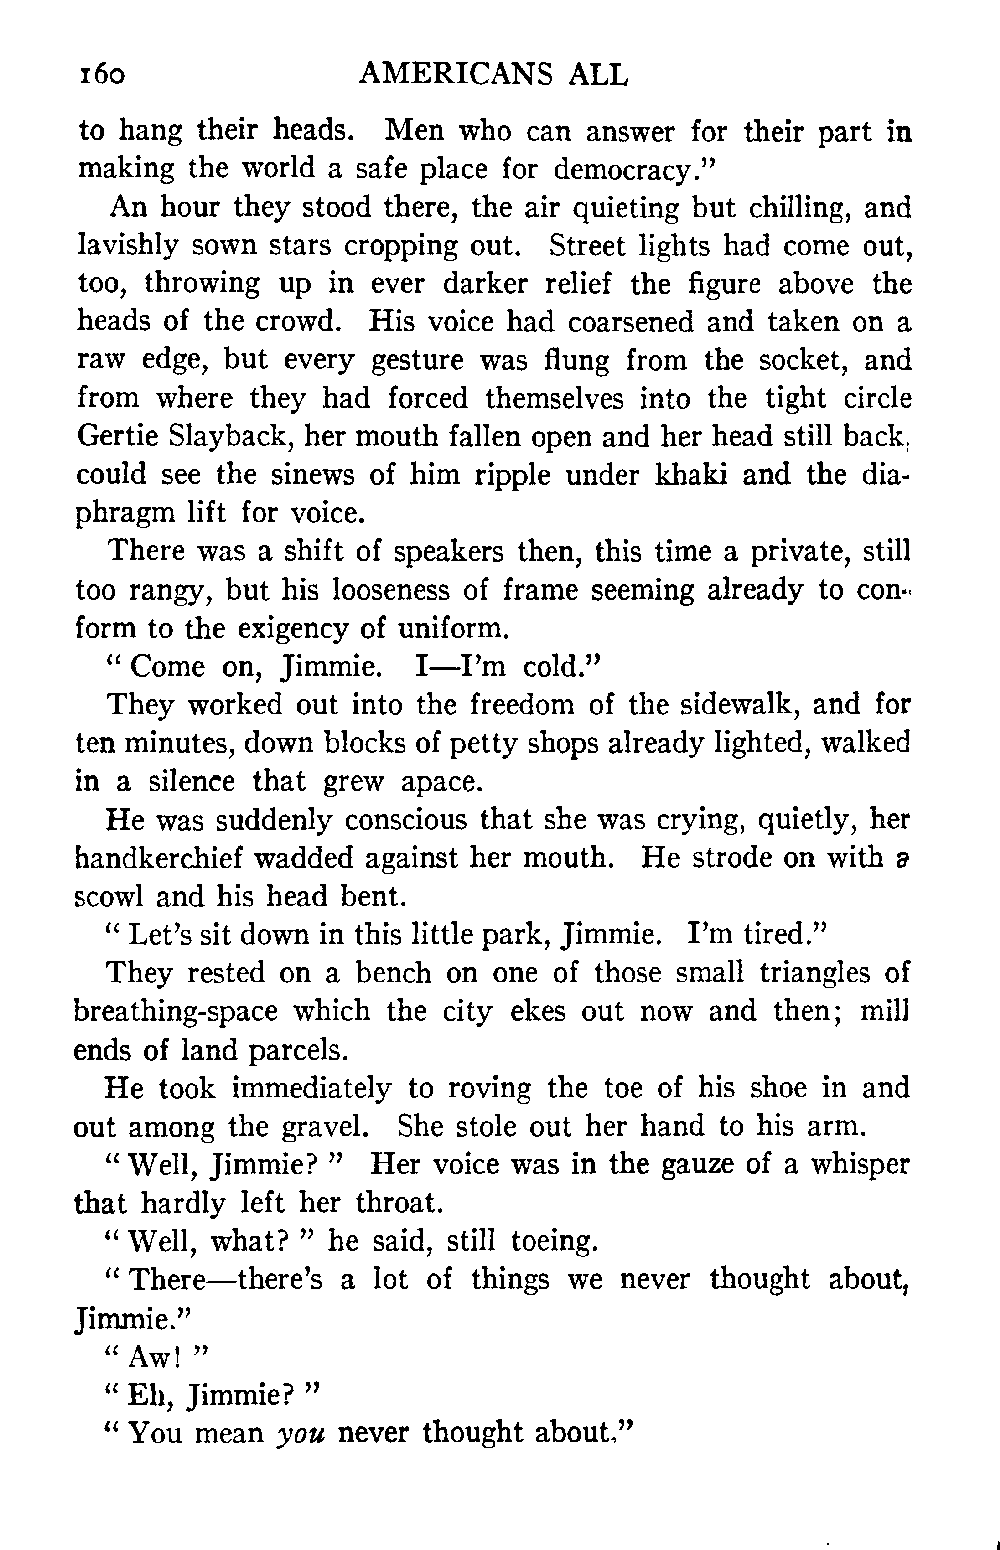 160 AMERICANS ALL
to hang their heads. Men who can answer for their part in
making the world a safe place for democracy.”
An hour they stood there, the air quieting but chilling, and
lavishly sown stars cropping out. Street lights had come out,
too, throwing up in ever darker relief the figure above the
heads of the crowd. His voice had coarsened and taken on a
raw edge, but every gesture was flung from the socket, and
from where they had forced themselves into the tight circle
Gertie Slayback, her mouth fallen open and her head still back,
could see the sinews of him ripple under khaki and the dia-
phragm lift for voice.
There was a shift of speakers then, this time a private, still
too rangy, but his looseness of frame seeming already to con-
form to the exigency of uniform.
“ Come on, Jimmie. I—I’m cold.”
They worked out into the freedom of the sidewalk, and for
ten minutes, down blocks of petty shops already lighted, walked
in a silence that grew apace.
He was suddenly conscious that she was crying, quietly, her
handkerchief wadded against her mouth. He strode on with a
scowl and his head bent.
“ Let’s sit down in this little park, Jimmie. I’m tired.”
They rested on a bench on one of those small triangles of
breathing-space which the city ekes out now and then; mill
ends of land parcels.
He took immediately to roving the toe of his shoe in and
out among the gravel. She stole out her hand to his arm.
“ Well, Jimmie? ” Her voice was in the gauze of a whisper
that hardly left her throat.
“ Well, what? ” he said, still toeing.
“ There—there’s a lot of things we never thought about,
Jimmie.”
“ Aw! ”
“ Eh, Jimmie? ”
“ You mean you never thought about.”